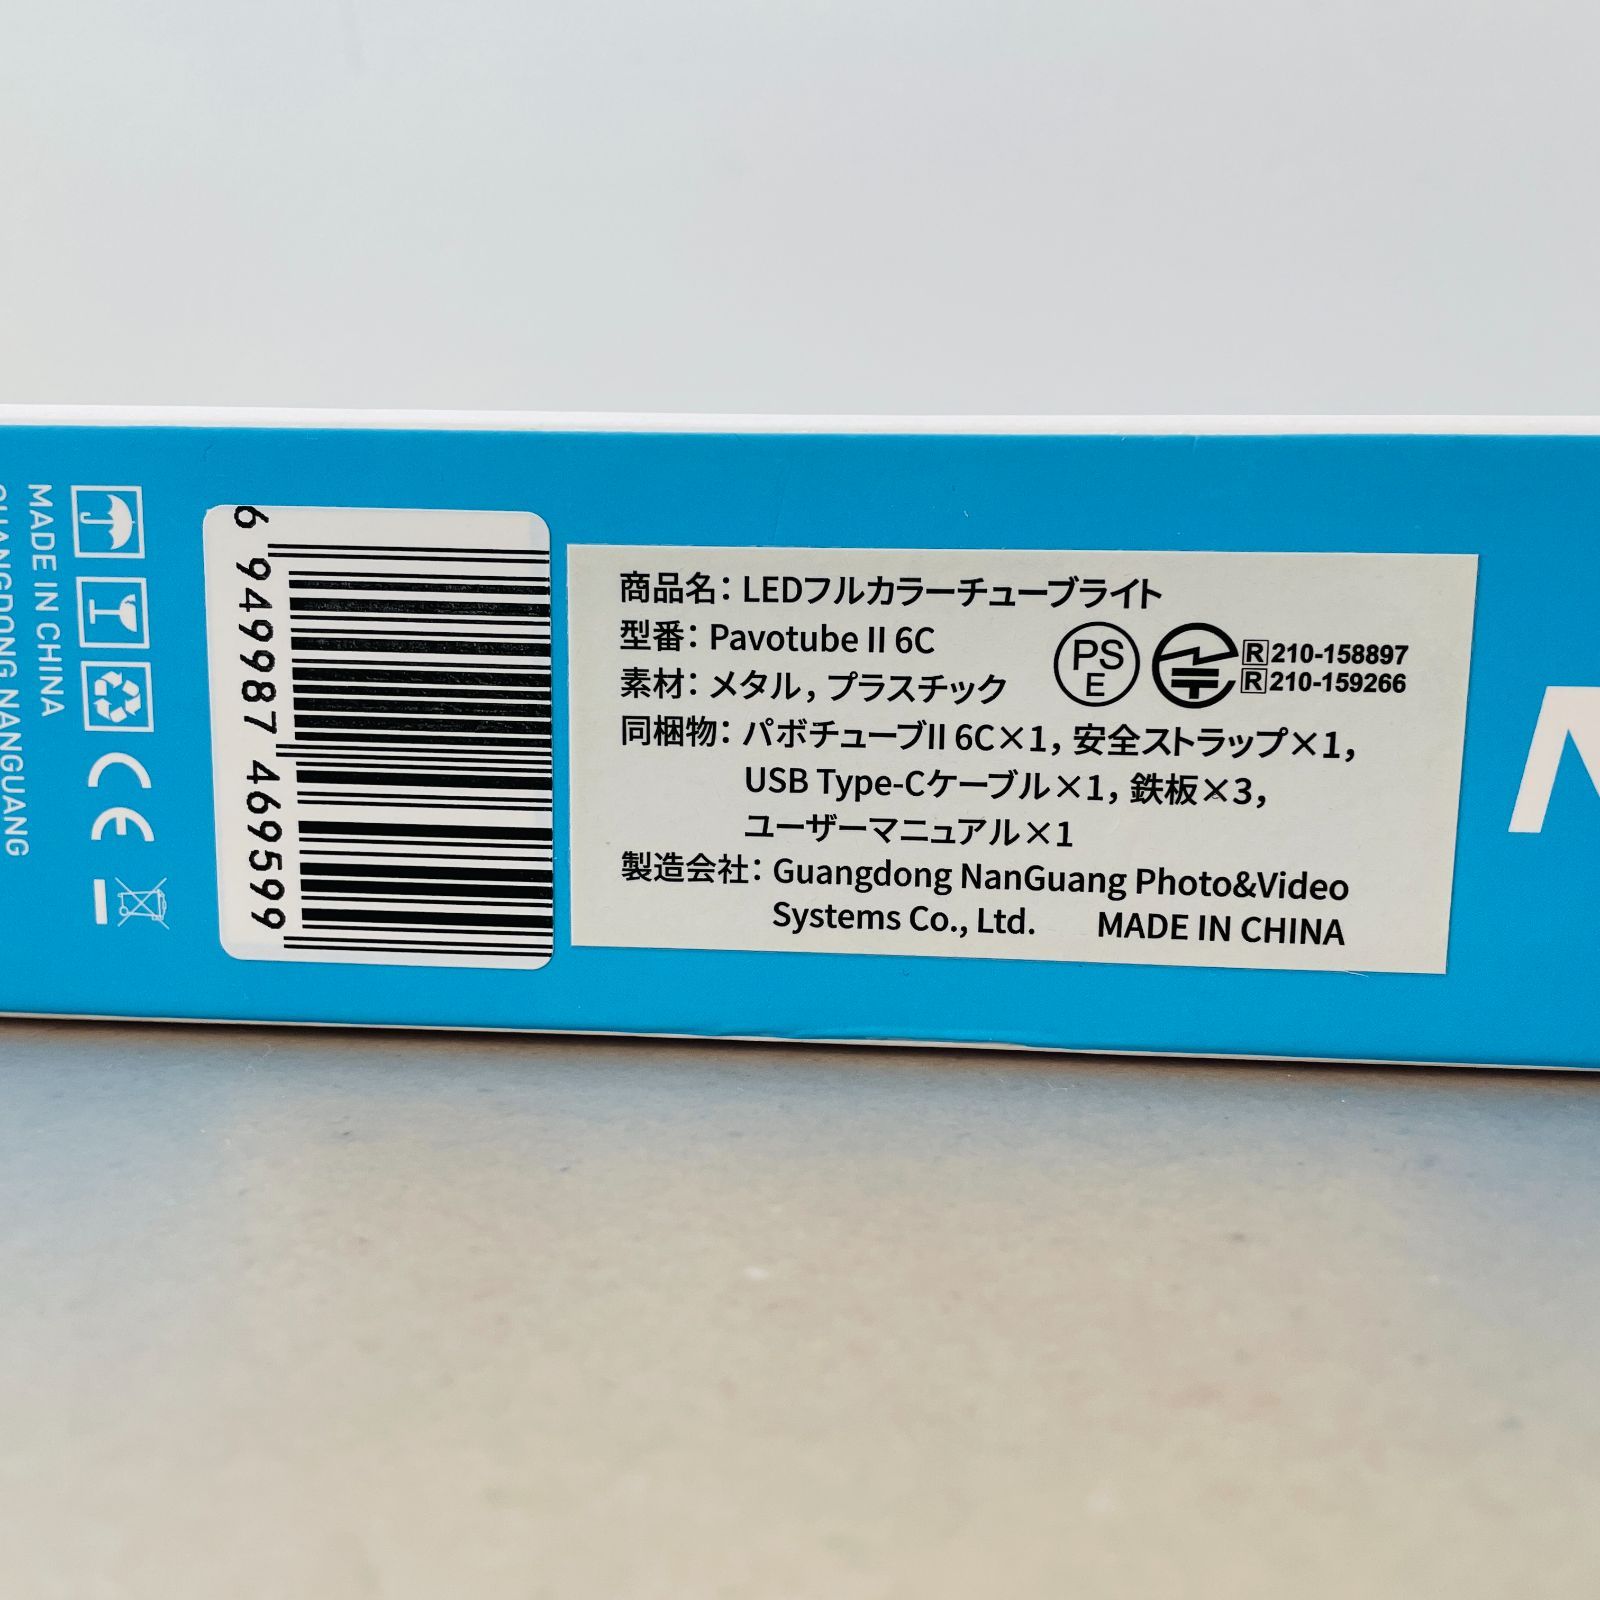 商品名：LEDフルカラーチューブライト
型番：Pavotube II 6C
素材：メタル，プラスチック
同梱物：パボチューブII 6C×1，安全ストラップ×1，
USB Type-Cケーブル×1，鉄板×3，
ユーザーマニュアル×1
製造会社：Guangdong NanGuang Photo&Video
Systems Co., Ltd. MADE IN CHINA
PS
E
R 210-158897
R 210-159266
6 949987 469599
MADE IN CHINA
GUANGDONG NANGUANG
CE